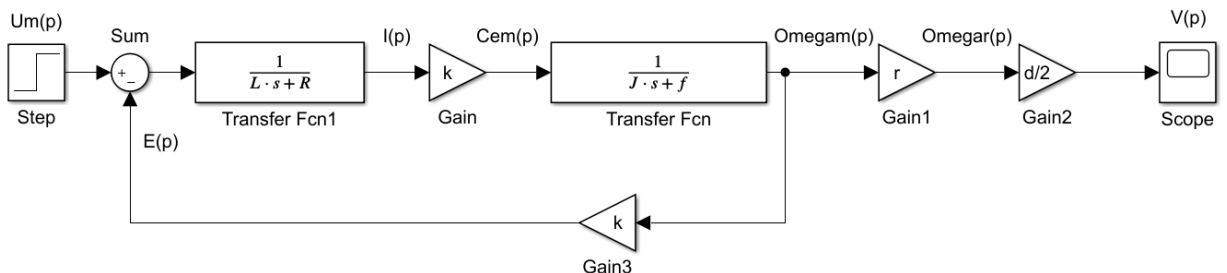 Um(p)
Step
Sum
+
-
E(p)
1
L · s+R
Transfer Fcn1
I(p)
k
Gain
Cem(p)
1
J · s+f
Transfer Fcn
Omegam(p)
r
Gain1
Omegar(p)
d/2
Gain2
V(p)
Scope
k
Gain3